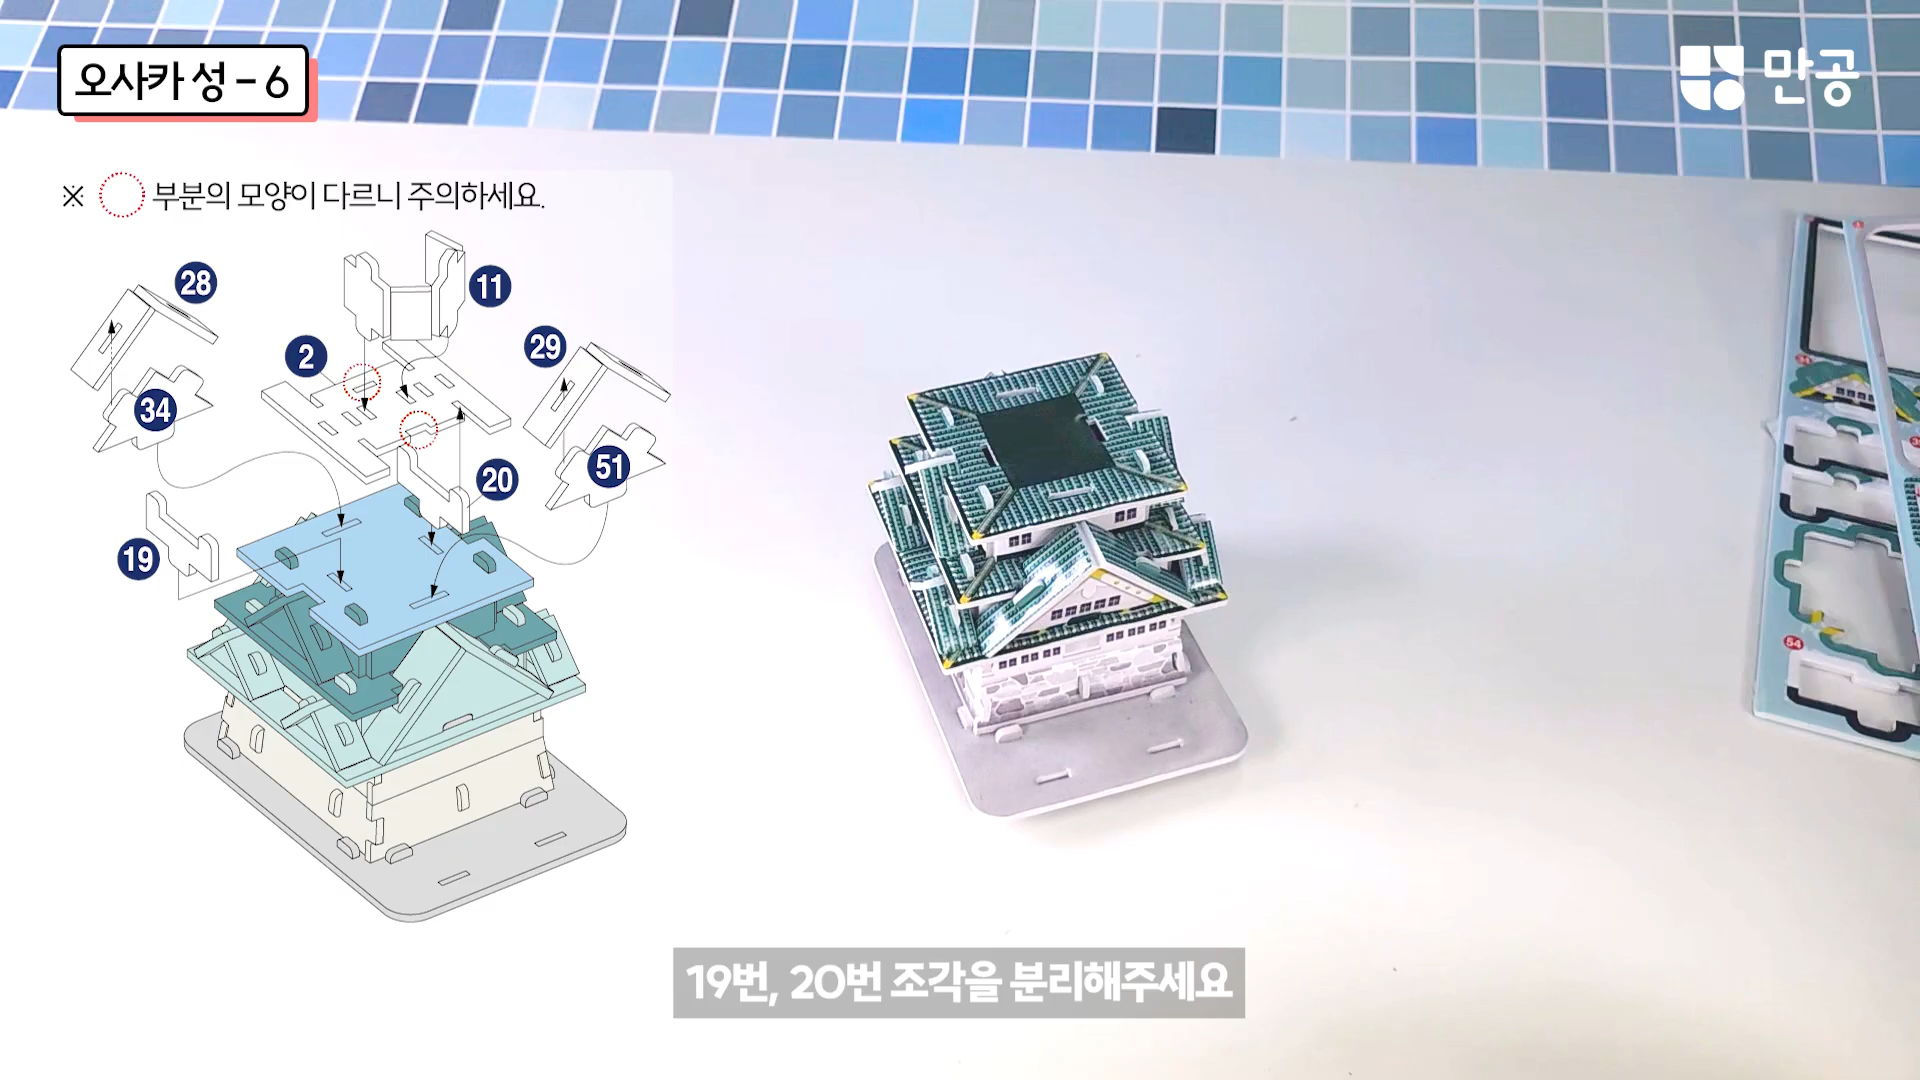 오사카 성 - 6
만공
※ 부분의 모양이 다르니 주의하세요.
28
11
2
29
34
51
20
19
34
54
19번, 20번 조각을 분리해주세요